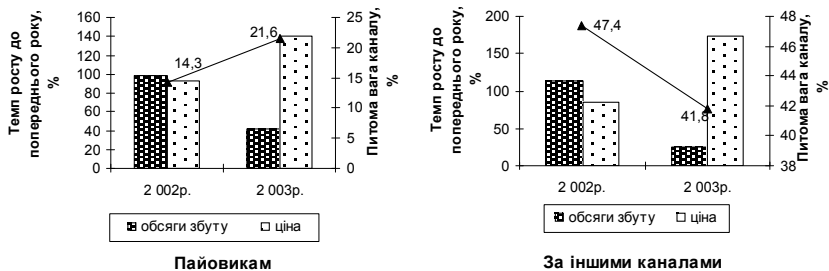 Темп росту до
попереднього року,
%
160
140
120
100
80
60
40
20
0
14,3
21,6
25
20
15
10
5
0
Питома вага каналу,
%
2 002р.
2 003р.
обсяги збуту
ціна
Пайовикам
Темп росту до
попереднього року,
%
200
150
100
50
0
47,4
41,8
48
46
44
42
40
38
Питома вага каналу,
%
2 002р.
2 003р.
обсяги збуту
ціна
За іншими каналами